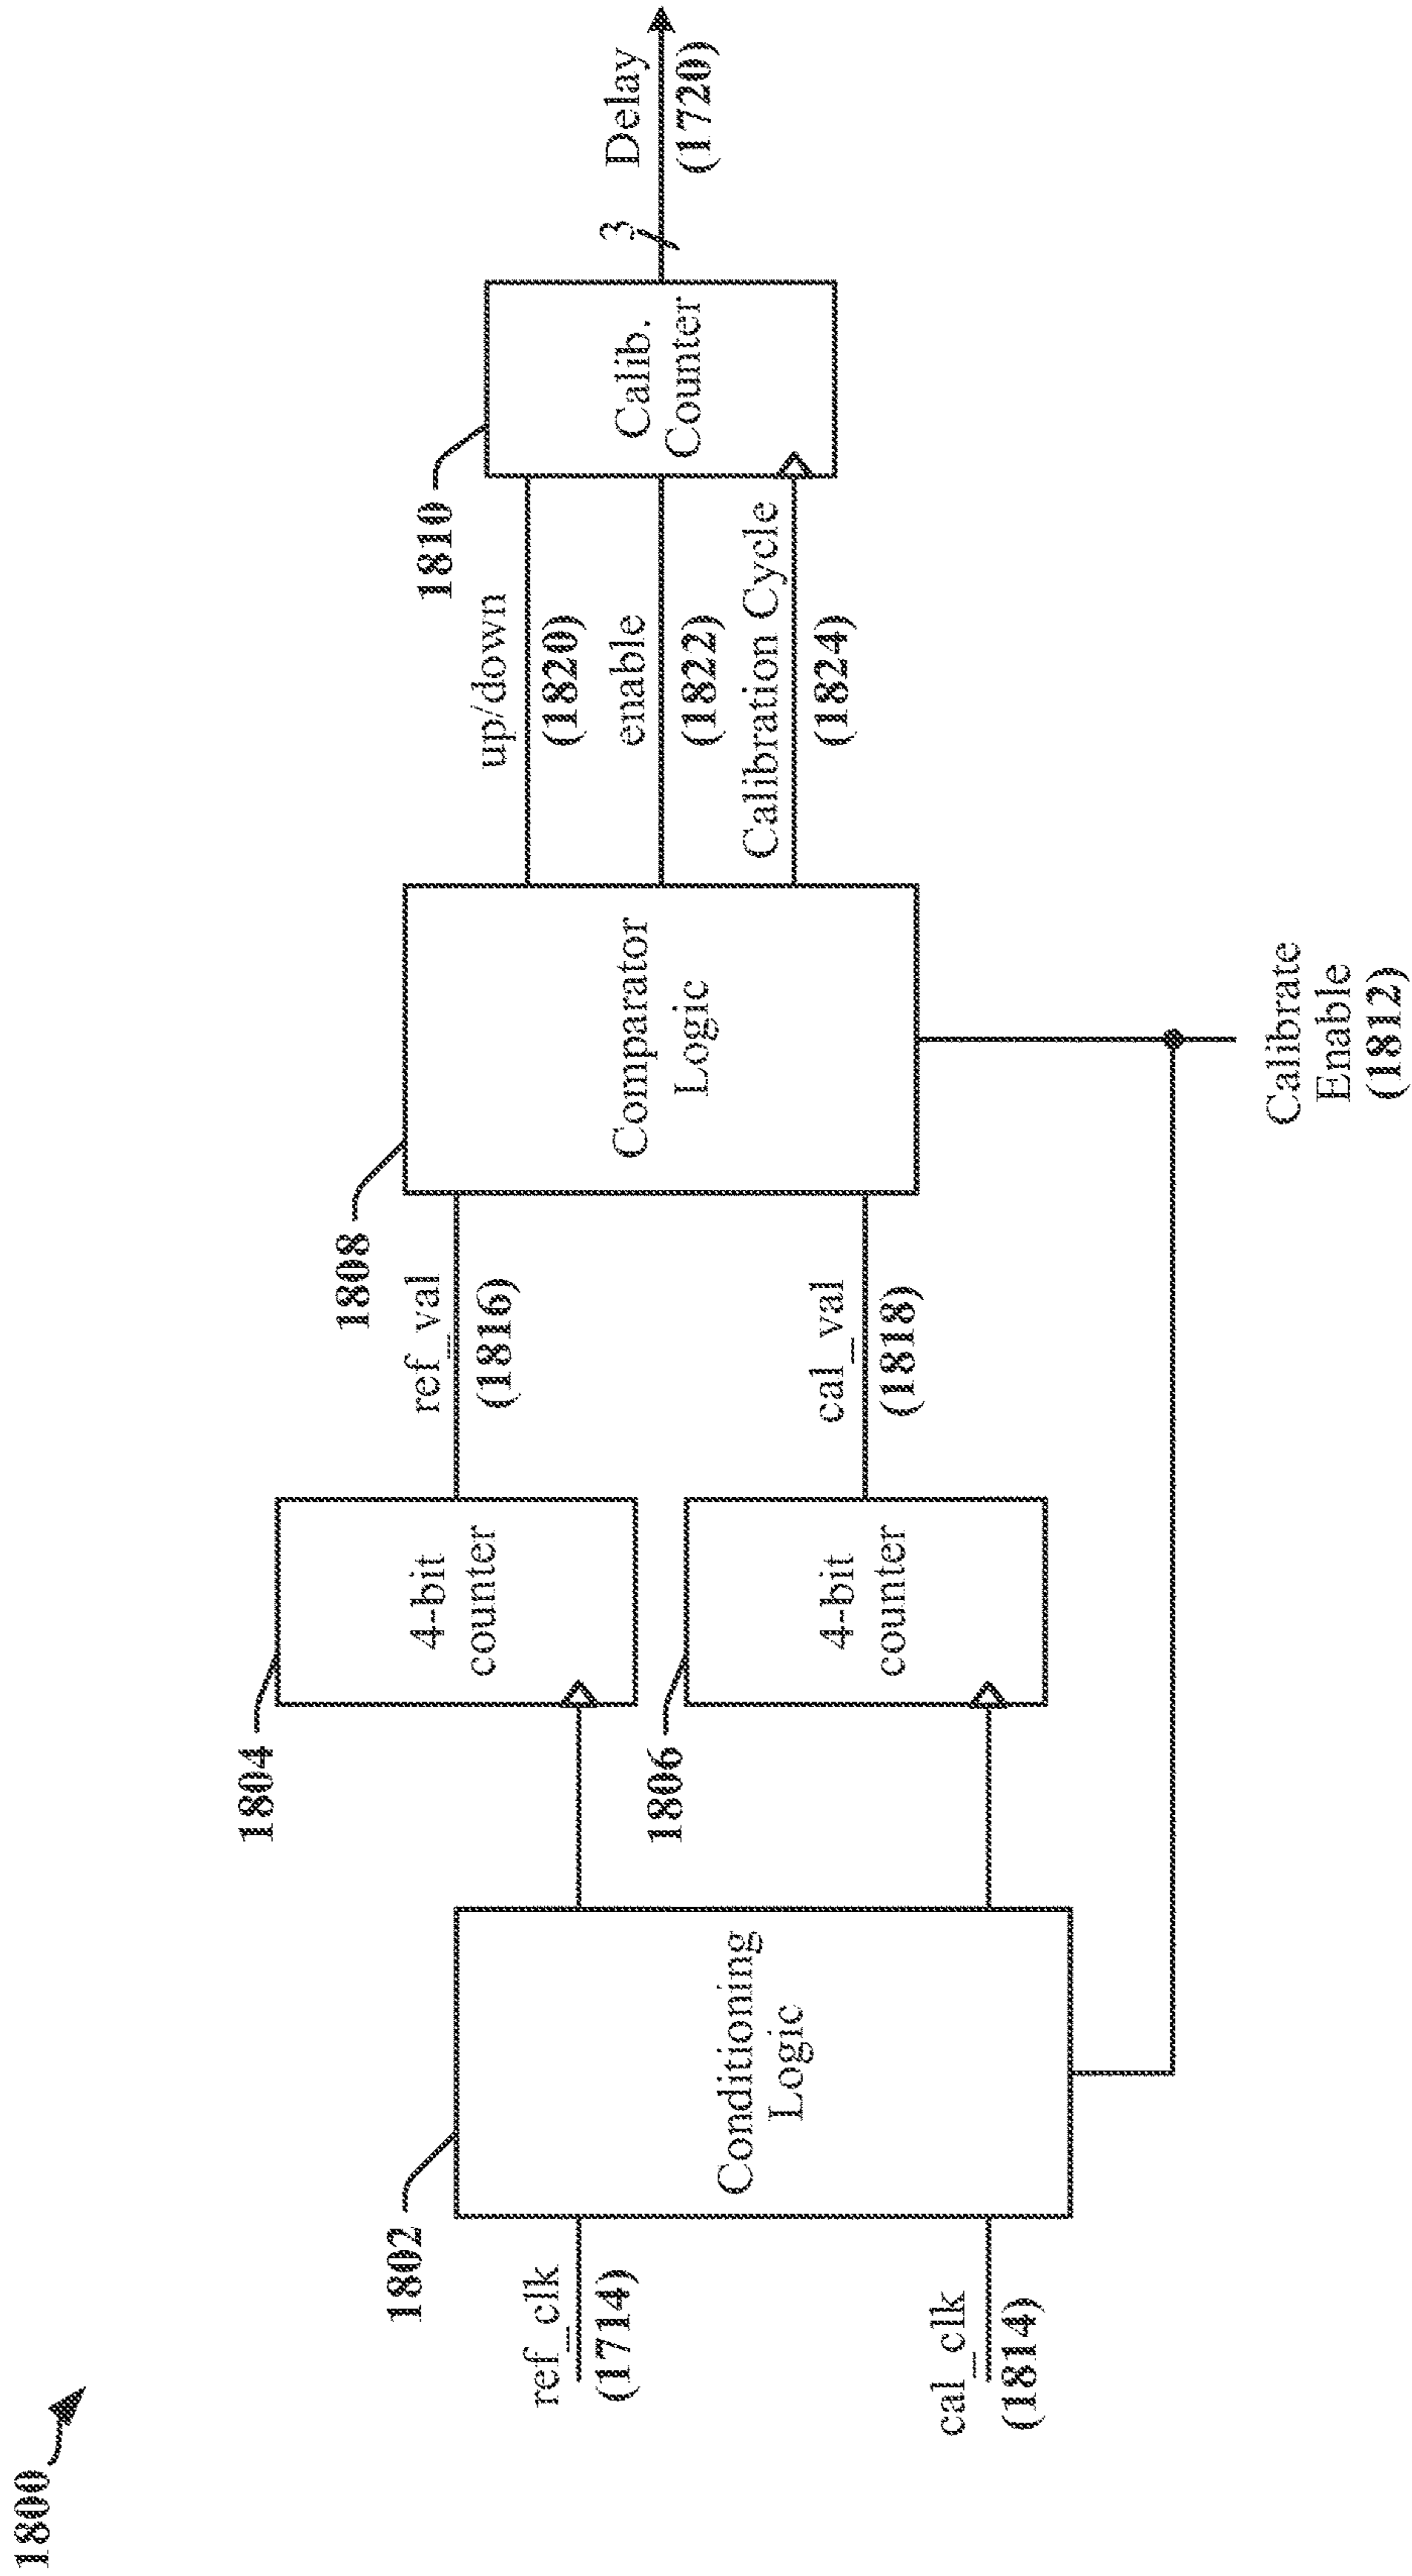 1800
ref_clk
(1714)
cal_clk
(1814)
1802
Conditioning
Logic
1804
4-bit
counter
1806
4-bit
counter
ref_val
(1816)
cal_val
(1818)
1808
Comparator
Logic
Calibrate
Enable
(1812)
up/down
(1820)
enable
(1822)
Calibration Cycle
(1824)
1810
Calib.
Counter
3
Delay
(1720)